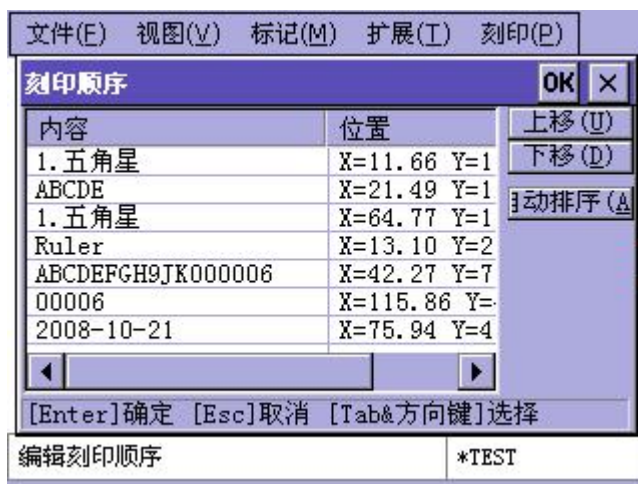 文件(F) 视图(V) 标记(M) 扩展(T) 刻印(P)
刻印顺序 OK ×
内容 位置 上移(U)
1.五角星 X=11.66 Y=1 下移(D)
ABCDE X=21.49 Y=1 自动排序(A
1.五角星 X=64.77 Y=1
Ruler X=13.10 Y=2
ABCDEFGH9JK000006 X=42.27 Y=7
00006 X=115.86 Y=
2008-10-21 X=75.94 Y=4
[Enter]确定 [Esc]取消 [Tab&方向键]选择
编辑刻印顺序 *TEST